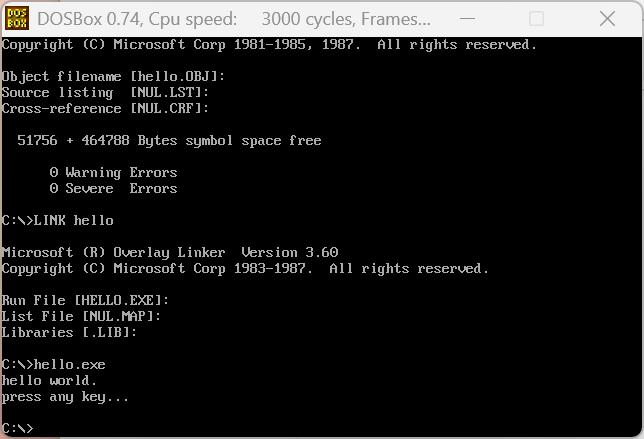 DOS
BOX
DOSBox 0.74, Cpu speed:    3000 cycles, Frames...
Copyright (C) Microsoft Corp 1981-1985, 1987.  All rights reserved.
Object filename [hello.OBJ]:
Source listing  [NUL.LST]:
Cross-reference [NUL.CRF]:
  51756 + 464788 Bytes symbol space free
      0 Warning Errors
      0 Severe  Errors
C:\>LINK hello
Microsoft (R) Overlay Linker  Version 3.60
Copyright (C) Microsoft Corp 1983-1987.  All rights reserved.
Run File [HELLO.EXE]:
List File [NUL.MAP]:
Libraries [.LIB]:
C:\>hello.exe
hello world.
press any key...
C:\>